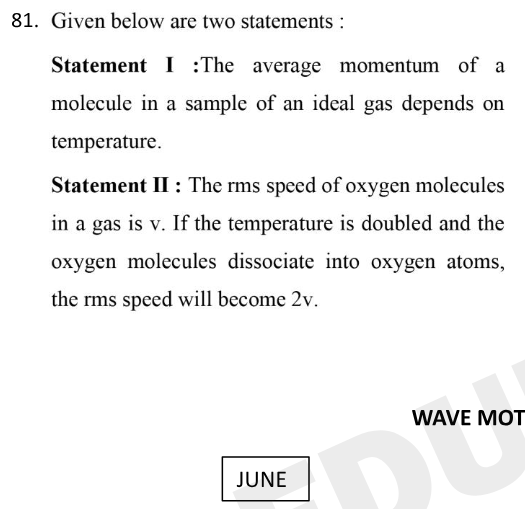 81. Given below are two statements :
Statement I :The average momentum of a
molecule in a sample of an ideal gas depends on
temperature.
Statement II : The rms speed of oxygen molecules
in a gas is v. If the temperature is doubled and the
oxygen molecules dissociate into oxygen atoms,
the rms speed will become 2v.
WAVE MOT
EDU
JUNE